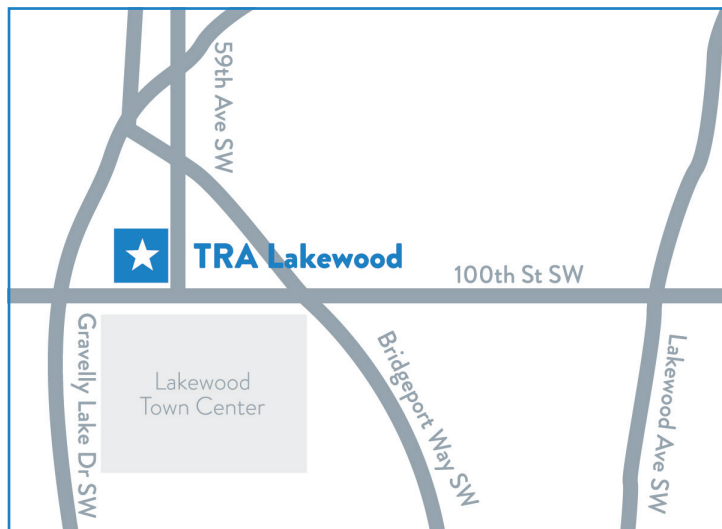 59th Ave SW
TRA Lakewood
100th St SW
Gravelly Lake Dr SW
Lakewood
Town Center
Bridgeport Way SW
Lakewood Ave SW